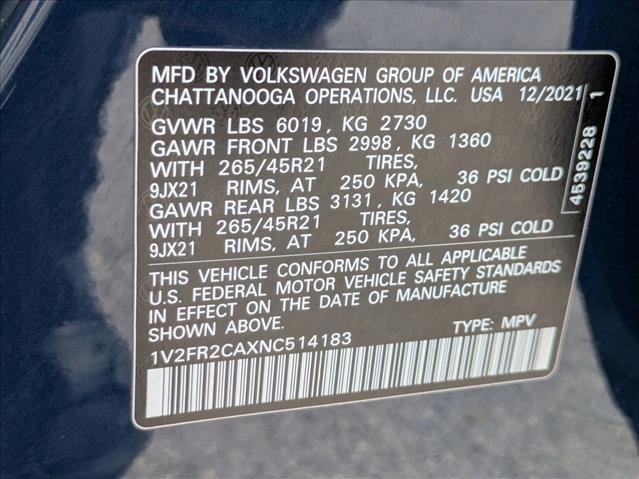 MFD BY VOLKSWAGEN GROUP OF AMERICA
CHATTANOOGA OPERATIONS, LLC. USA 12/2021
GVWR LBS 6019, KG 2730
GAWR FRONT LBS 2998, KG 1360
WITH 265/45R21 TIRES,
9JX21 RIMS, AT 250 KPA, 36 PSI COLD
GAWR REAR LBS 3131, KG 1420
WITH 265/45R21 TIRES,
9JX21 RIMS, AT 250 KPA, 36 PSI COLD
THIS VEHICLE CONFORMS TO ALL APPLICABLE
U.S. FEDERAL MOTOR VEHICLE SAFETY STANDARDS
IN EFFECT ON THE DATE OF MANUFACTURE
SHOWN ABOVE.
1V2FR2CAXNC514183 TYPE: MPV
4539228 1